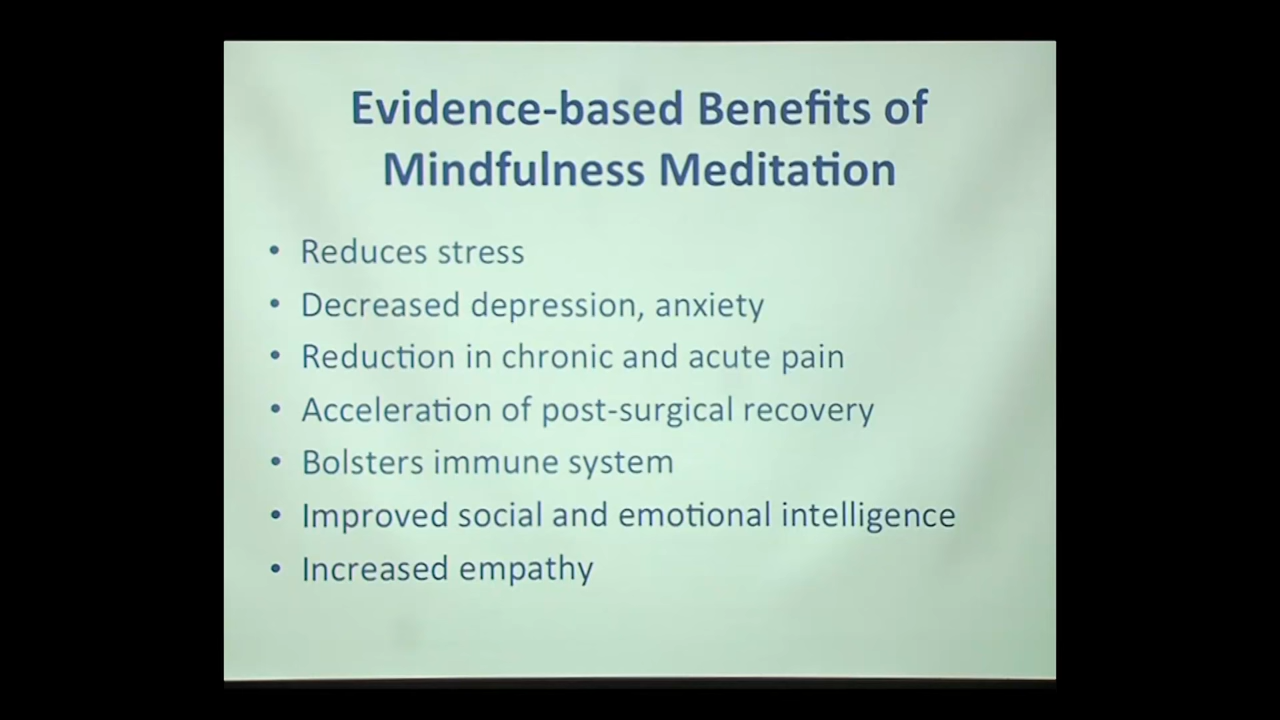 Evidence-based Benefits of
Mindfulness Meditation
• Reduces stress
• Decreased depression, anxiety
• Reduction in chronic and acute pain
• Acceleration of post-surgical recovery
• Bolsters immune system
• Improved social and emotional intelligence
• Increased empathy